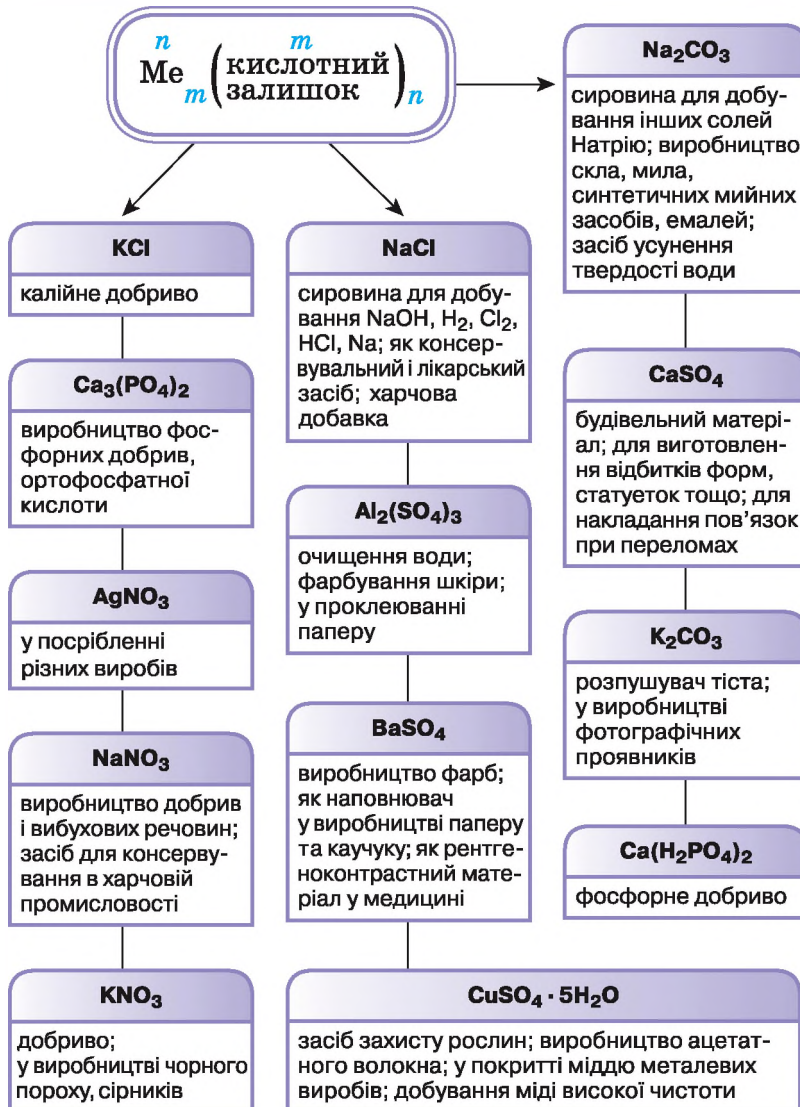 n m
Me m (кислотний
залишок) n
KCl
калійне добриво
Ca₃(PO₄)₂
виробництво фос-
форних добрив,
ортофосфатної
кислоти
AgNO₃
у посрібленні
різних виробів
NaNO₃
виробництво добрив
і вибухових речовин;
засіб для консерву-
вання в харчовій
промисловості
KNO₃
добриво;
у виробництві чорного
пороху, сірників
NaCl
сировина для добу-
вання NaOH, H₂, Cl₂,
HCl, Na; як консер-
вувальний і лікарський
засіб; харчова
добавка
Al₂(SO₄)₃
очищення води;
фарбування шкіри;
у проклеюванні
паперу
BaSO₄
виробництво фарб;
як наповнювач
у виробництві паперу
та каучуку; як рентге-
ноконтрастний мате-
ріал у медицині
CuSO₄ · 5H₂O
засіб захисту рослин; виробництво ацетат-
ного волокна; у покритті міддю металевих
виробів; добування міді високої чистоти
Na₂CO₃
сировина для добу-
вання інших солей
Натрію; виробництво
скла, мила,
синтетичних мийних
засобів, емалей;
засіб усунення
твердості води
CaSO₄
будівельний матері-
ал; для виготовлен-
ня відбитків форм,
статуеток тощо; для
накладання пов’язок
при переломах
K₂CO₃
розпушувач тіста;
у виробництві
фотографічних
проявників
Ca(H₂PO₄)₂
фосфорне добриво